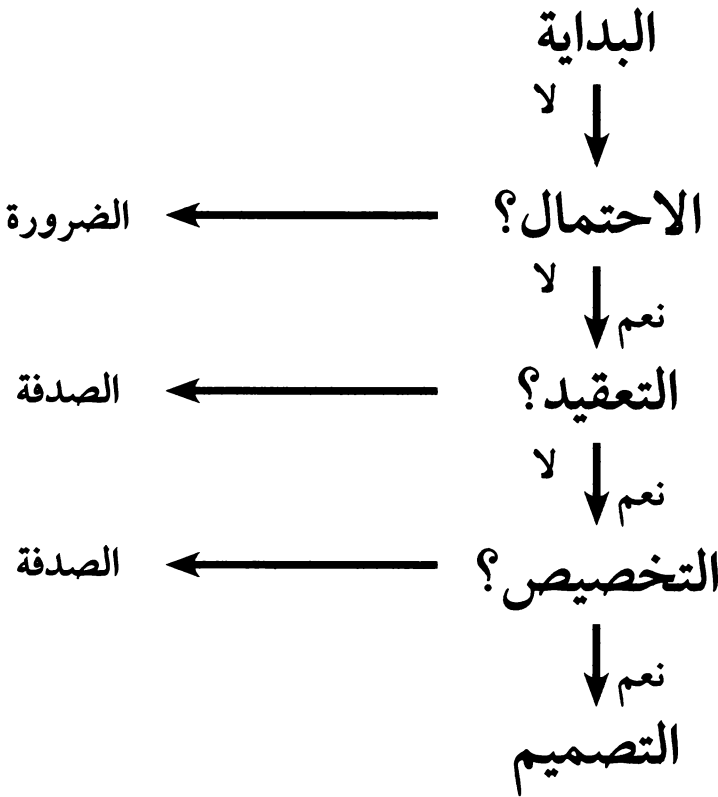 البداية
لا
الاحتمال؟
الضرورة
لا
نعم
التعقيد؟
الصدفة
لا
نعم
التخصيص؟
الصدفة
نعم
التصميم